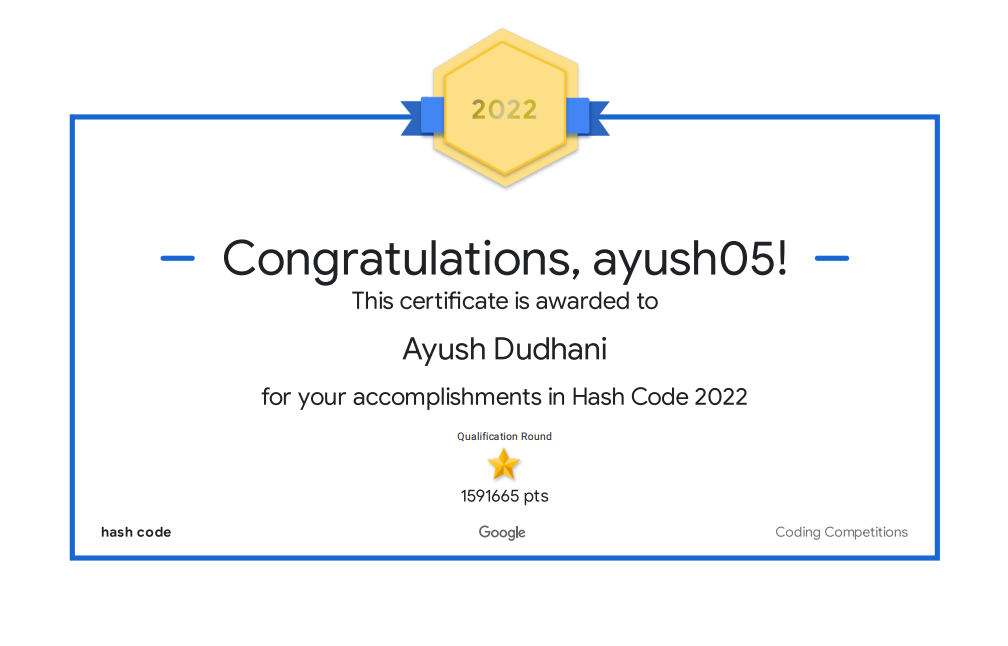 2022
Congratulations, ayush05!
This certificate is awarded to
Ayush Dudhani
for your accomplishments in Hash Code 2022
Qualification Round
1591665 pts
hash code
Google
Coding Competitions